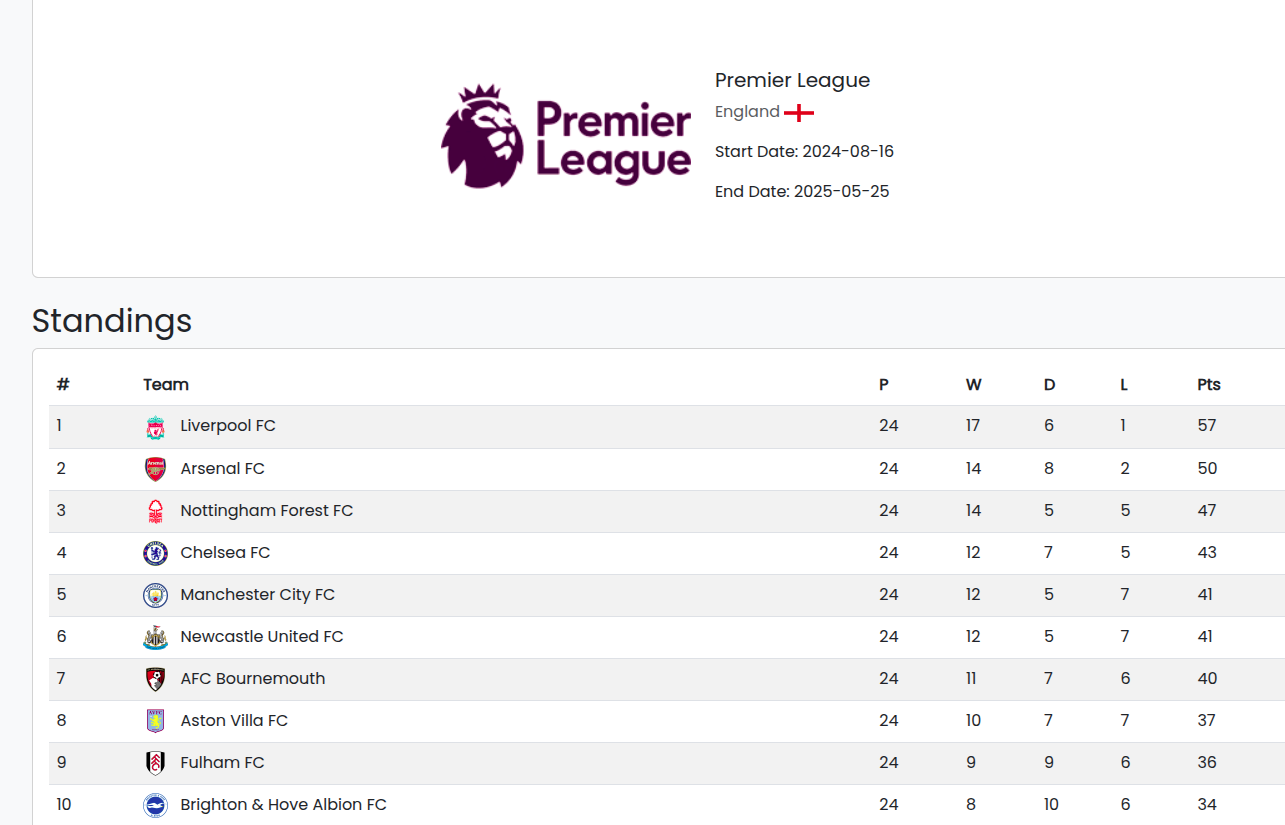 Premier
League
Premier League
England
Start Date: 2024-08-16
End Date: 2025-05-25
Standings
# Team P W D L Pts
1 Liverpool FC 24 17 6 1 57
2 Arsenal FC 24 14 8 2 50
3 Nottingham Forest FC 24 14 5 5 47
4 Chelsea FC 24 12 7 5 43
5 Manchester City FC 24 12 5 7 41
6 Newcastle United FC 24 12 5 7 41
7 AFC Bournemouth 24 11 7 6 40
8 Aston Villa FC 24 10 7 7 37
9 Fulham FC 24 9 9 6 36
10 Brighton & Hove Albion FC 24 8 10 6 34